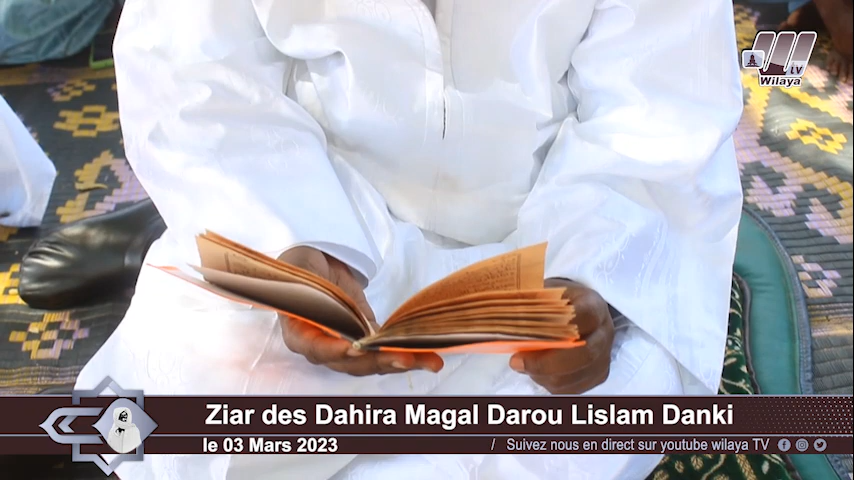 tv
Wilaya
Ziar des Dahira Magal Darou Lislam Danki
le 03 Mars 2023
/ Suivez nous en direct sur youtube wilaya TV